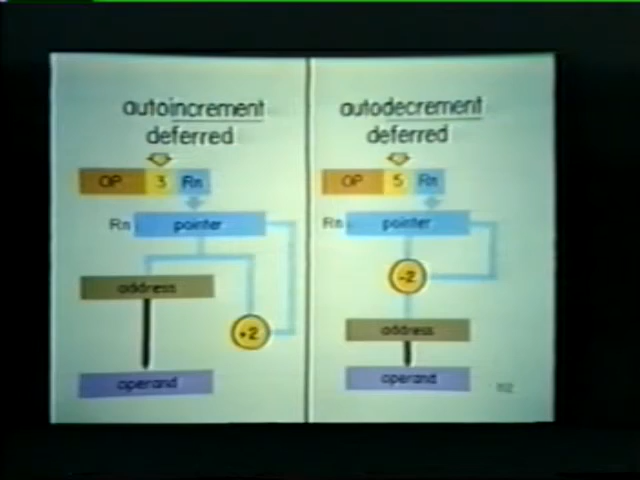 autoincrement
deferred
OP 3 Rn
Rn pointer
address
+2
operand
autodecrement
deferred
OP 5 Rn
Rn pointer
-2
address
operand